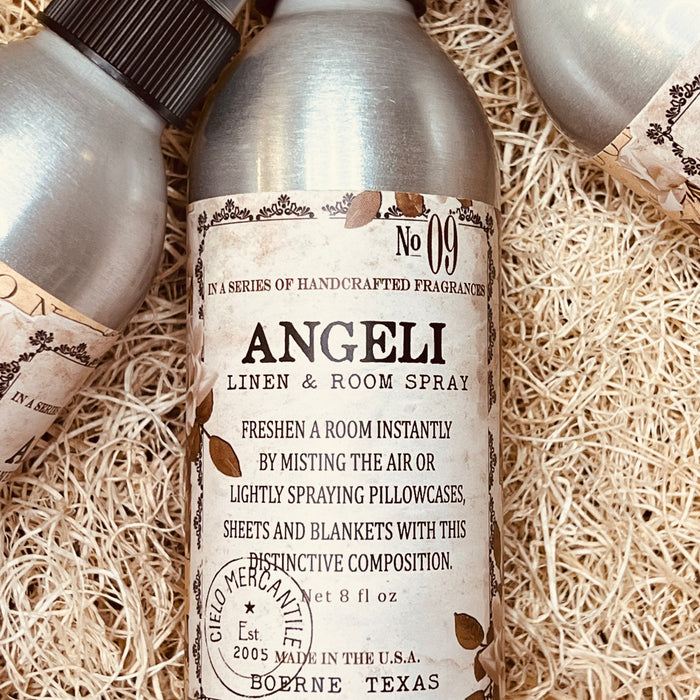 No 09
IN A SERIES OF HANDCRAFTED FRAGRANCES
ANGELI
LINEN & ROOM SPRAY
FRESHEN A ROOM INSTANTLY
BY MISTING THE AIR OR
LIGHTLY SPRAYING PILLOWCASES,
SHEETS AND BLANKETS WITH THIS
DISTINCTIVE COMPOSITION.
Net 8 fl oz
CIELO MERCANTILE
Est.
2005
MADE IN THE U.S.A.
BOERNE TEXAS
IN A SERIES